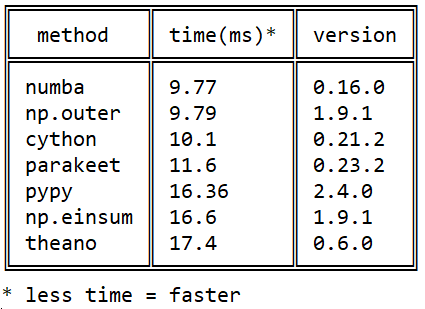 method time(ms)* version
numba 9.77 0.16.0
np.outer 9.79 1.9.1
cython 10.1 0.21.2
parakeet 11.6 0.23.2
pypy 16.36 2.4.0
np.einsum 16.6 1.9.1
theano 17.4 0.6.0
* less time = faster